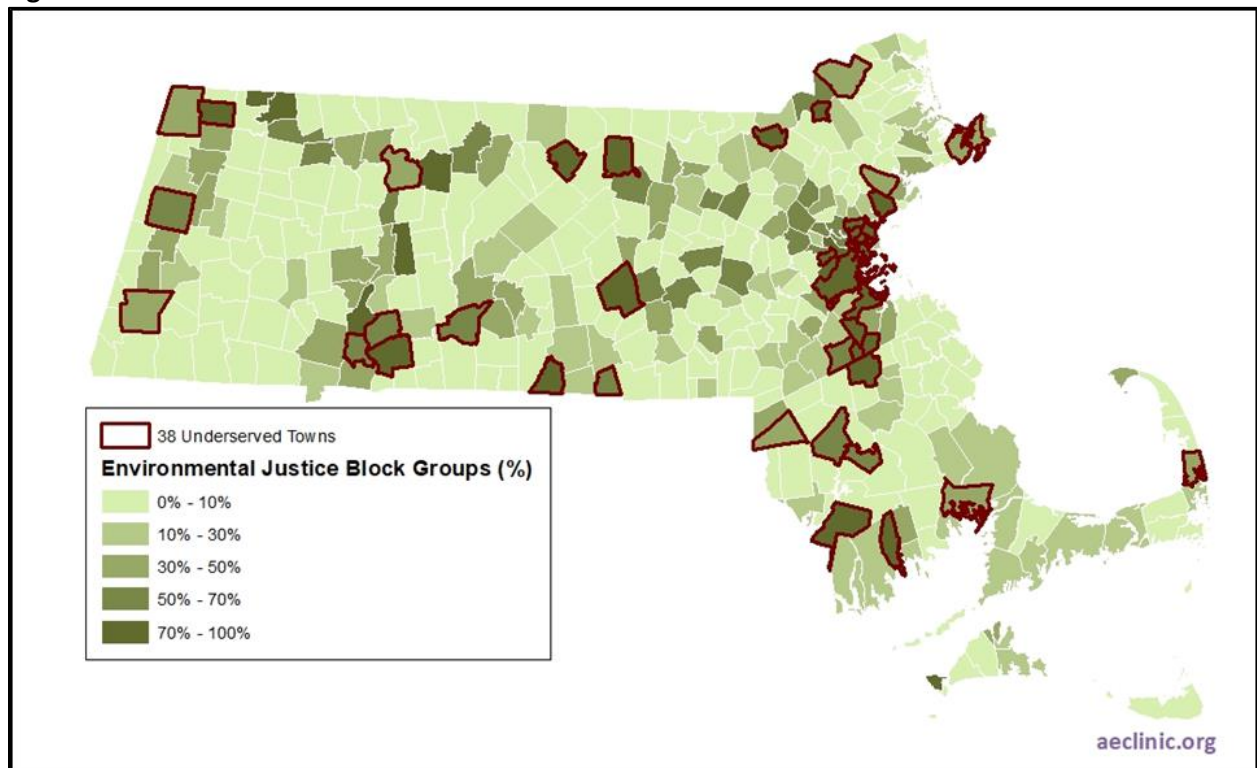 38 Underserved Towns
Environmental Justice Block Groups (%)
0% - 10%
10% - 30%
30% - 50%
50% - 70%
70% - 100%
aeclinic.org